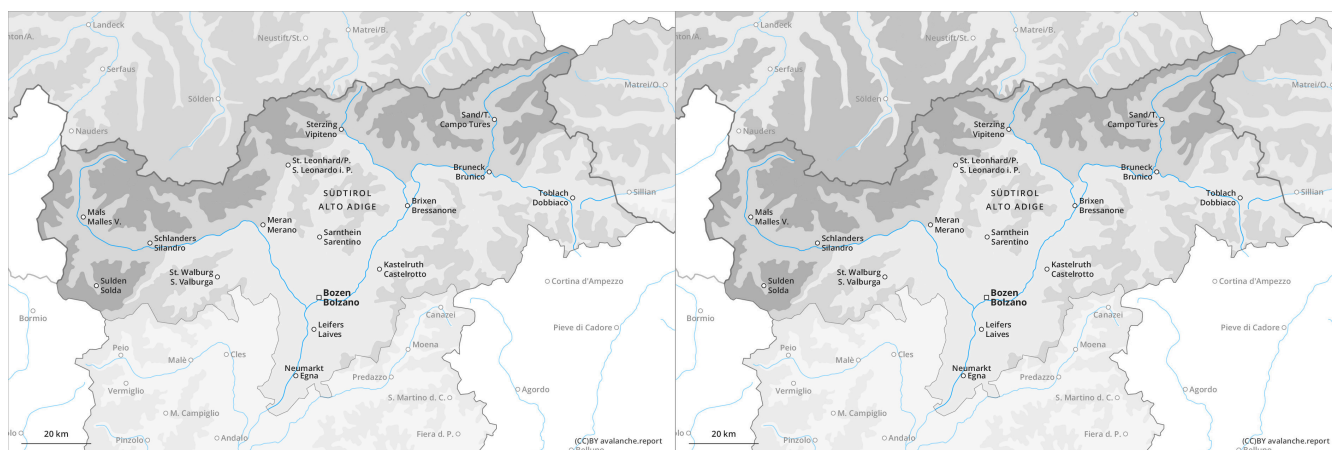 Landeck
nton/A.
Neustift/St.
Matrei/B.
Serfaus
Sölden
Matrei/O.
Nauders
Sterzing
Vipiteno
Sand/T.
Campo Tures
St. Leonhard/P.
S. Leonardo i. P.
Bruneck
Brunico
SÜDTIROL
ALTO ADIGE
Toblach
Dobbiaco
Sillian
Brixen
Bressanone
Mals
Malles V.
Meran
Merano
Schlanders
Silandro
Sarnthein
Sarentino
Kastelruth
Castelrotto
St. Walburg
S. Valburga
Sulden
Solda
Cortina d'Ampezzo
Bozen
Bolzano
Bormio
Canazei
Leifers
Laives
Pieve di Cadore
Peio
Malè
Cles
Moena
Neumarkt
Egna
Predazzo
Vermiglio
Agordo
S. Martino d. C.
M. Campiglio
20 km
Pinzolo
Andalo
Fiera d. P.
(CC)BY avalanche.report
Landeck
nton/A.
Neustift/St.
Matrei/B.
Serfaus
Sölden
Matrei/O.
Nauders
Sterzing
Vipiteno
Sand/T.
Campo Tures
St. Leonhard/P.
S. Leonardo i. P.
Bruneck
Brunico
SÜDTIROL
ALTO ADIGE
Toblach
Dobbiaco
Sillian
Brixen
Bressanone
Mals
Malles V.
Meran
Merano
Schlanders
Silandro
Sarnthein
Sarentino
Kastelruth
Castelrotto
St. Walburg
S. Valburga
Sulden
Solda
Cortina d'Ampezzo
Bozen
Bolzano
Bormio
Canazei
Leifers
Laives
Pieve di Cadore
Peio
Malè
Cles
Moena
Neumarkt
Egna
Predazzo
Vermiglio
Agordo
S. Martino d. C.
M. Campiglio
20 km
Pinzolo
Andalo
Fiera d. P.
(CC)BY avalanche.report